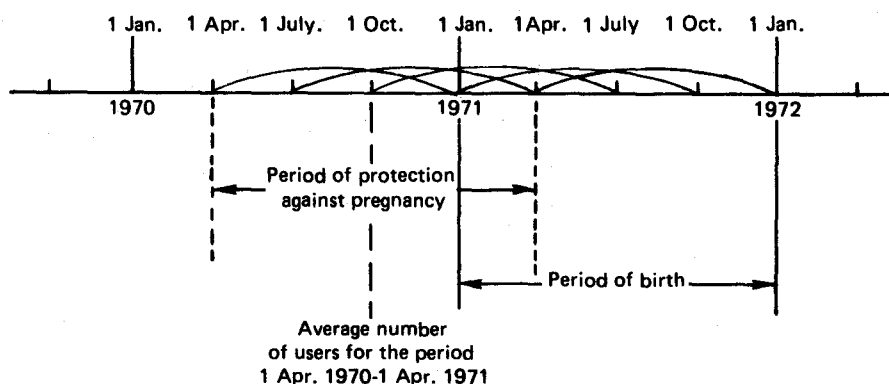 1 Jan. 1 Apr. 1 July. 1 Oct. 1 Jan. 1 Apr. 1 July 1 Oct. 1 Jan.
1970 1971 1972
Period of protection
against pregnancy
Period of birth
Average number
of users for the period
1 Apr. 1970-1 Apr. 1971